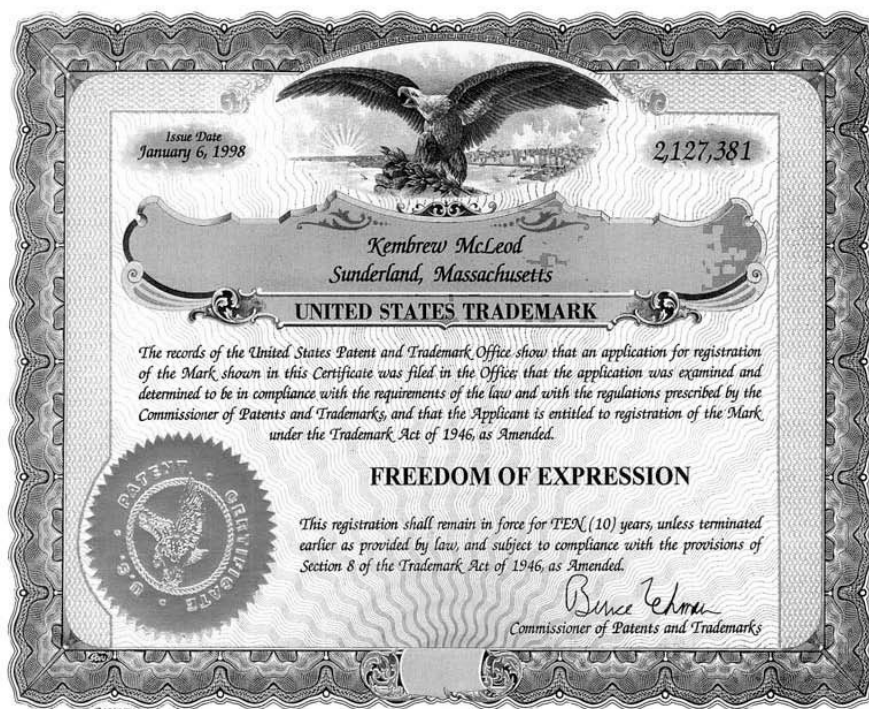 Issue Date
January 6, 1998
2,127,381
Kembrew McLeod
Sunderland, Massachusetts
UNITED STATES TRADEMARK
The records of the United States Patent and Trademark Office show that an application for registration
of the Mark shown in this Certificate was filed in the Office; that the application was examined and
determined to be in compliance with the requirements of the law and with the regulations prescribed by the
Commissioner of Patents and Trademarks, and that the Applicant is entitled to registration of the Mark
under the Trademark Act of 1946, as Amended.
FREEDOM OF EXPRESSION
This registration shall remain in force for TEN (10) years, unless terminated
earlier as provided by law, and subject to compliance with the provisions of
Section 8 of the Trademark Act of 1946, as Amended.
U.S. PATENT CERTIFICATE
Bruce Lehman
Commissioner of Patents and Trademarks